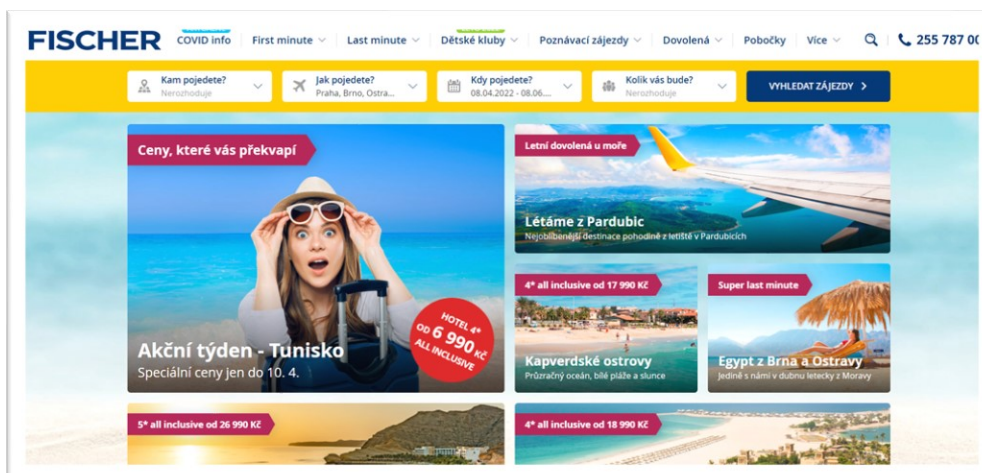 FISCHER
COVID info
First minute
Last minute
Dětské kluby
Poznávací zájezdy
Dovolená
Pobočky
Více
255 787 00
Kam pojedete?
Nerozhoduje
Jak pojedete?
Praha, Brno, Ostra...
Kdy pojedete?
08.04.2022 - 08.06....
Kolik vás bude?
Nerozhoduje
VYHLEDAT ZÁJEZDY
Ceny, které vás překvapí
HOTEL 4*
OD 6 990 Kč
ALL INCLUSIVE
Akční týden - Tunisko
Speciální ceny jen do 10. 4.
Letní dovolená u moře
Létáme z Pardubic
Nejoblíbenější destinace pohodlně z letiště v Pardubicích
4* all inclusive od 17 990 Kč
Kapverdské ostrovy
Průzračný oceán, bílé pláže a slunce
Super last minute
Egypt z Brna a Ostravy
Jedině s námi v dubnu letecky z Moravy
5* all inclusive od 26 990 Kč
4* all inclusive od 18 990 Kč